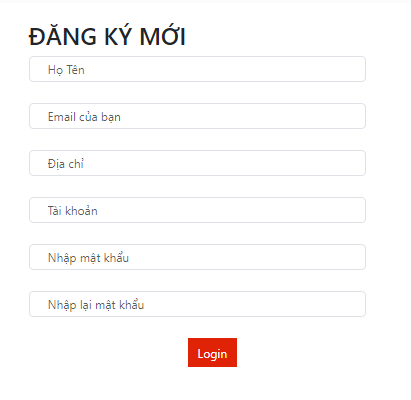 ĐĂNG KÝ MỚI
Họ Tên
Email của bạn
Địa chỉ
Tài khoản
Nhập mật khẩu
Nhập lại mật khẩu
Login